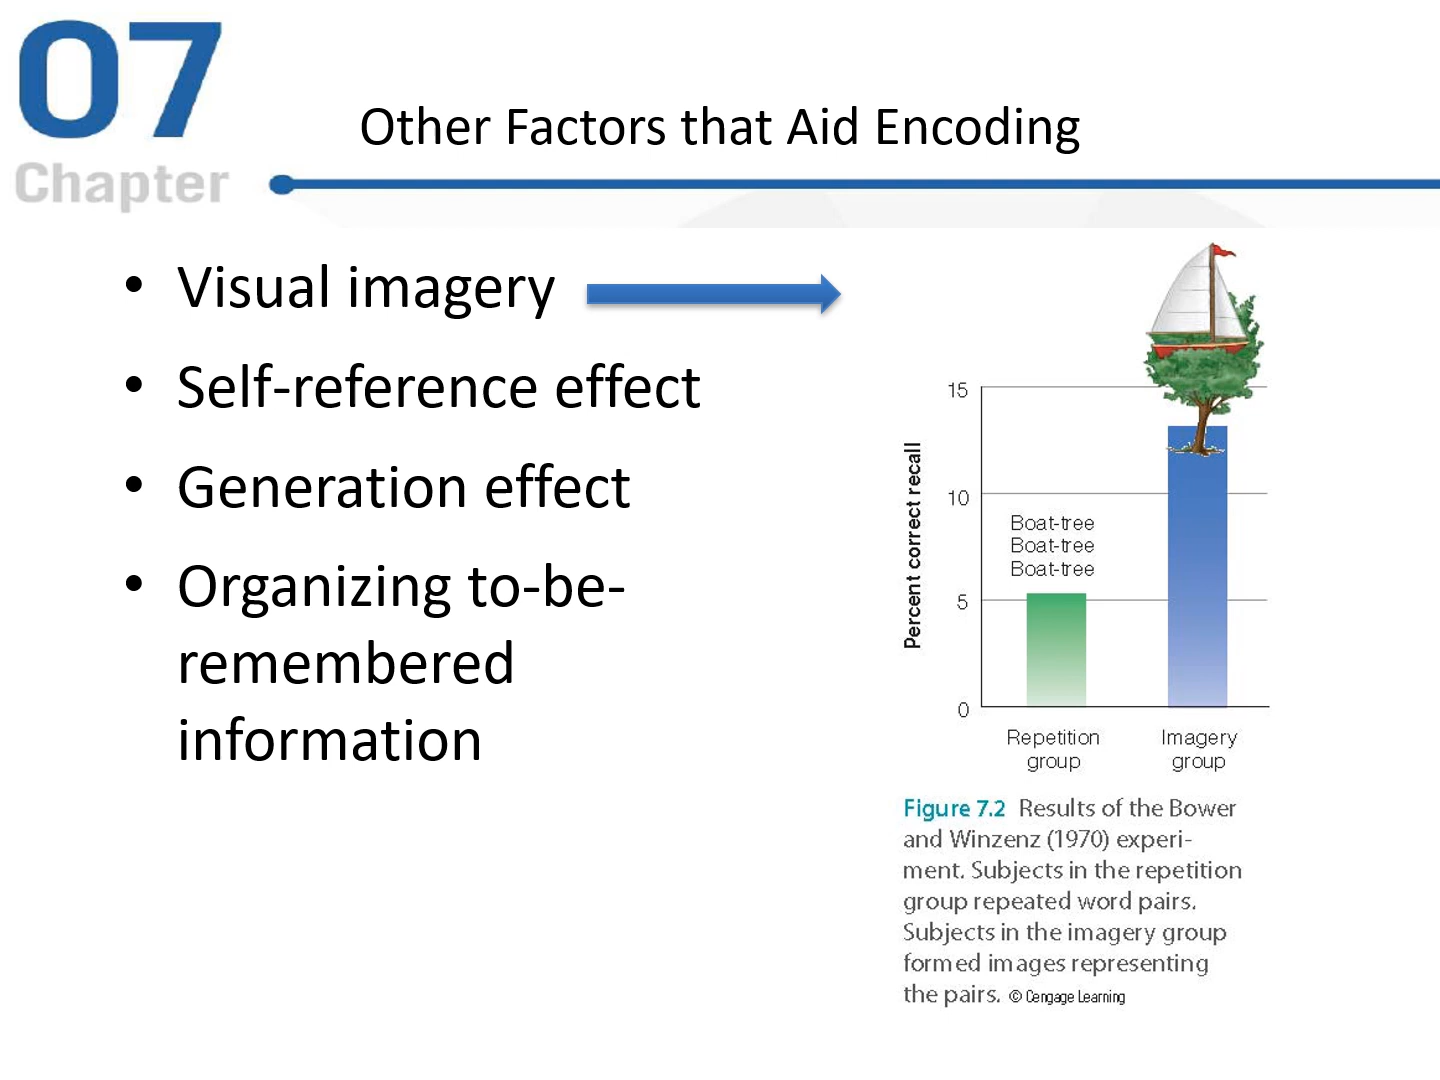 07
Chapter
Other Factors that Aid Encoding
• Visual imagery
• Self-reference effect
• Generation effect
• Organizing to-be-
remembered
information
Percent correct recall
15
10
5
0
Boat-tree
Boat-tree
Boat-tree
Repetition
group
Imagery
group
Figure 7.2 Results of the Bower
and Winzenz (1970) experi-
ment. Subjects in the repetition
group repeated word pairs.
Subjects in the imagery group
formed images representing
the pairs. © Cengage Learning